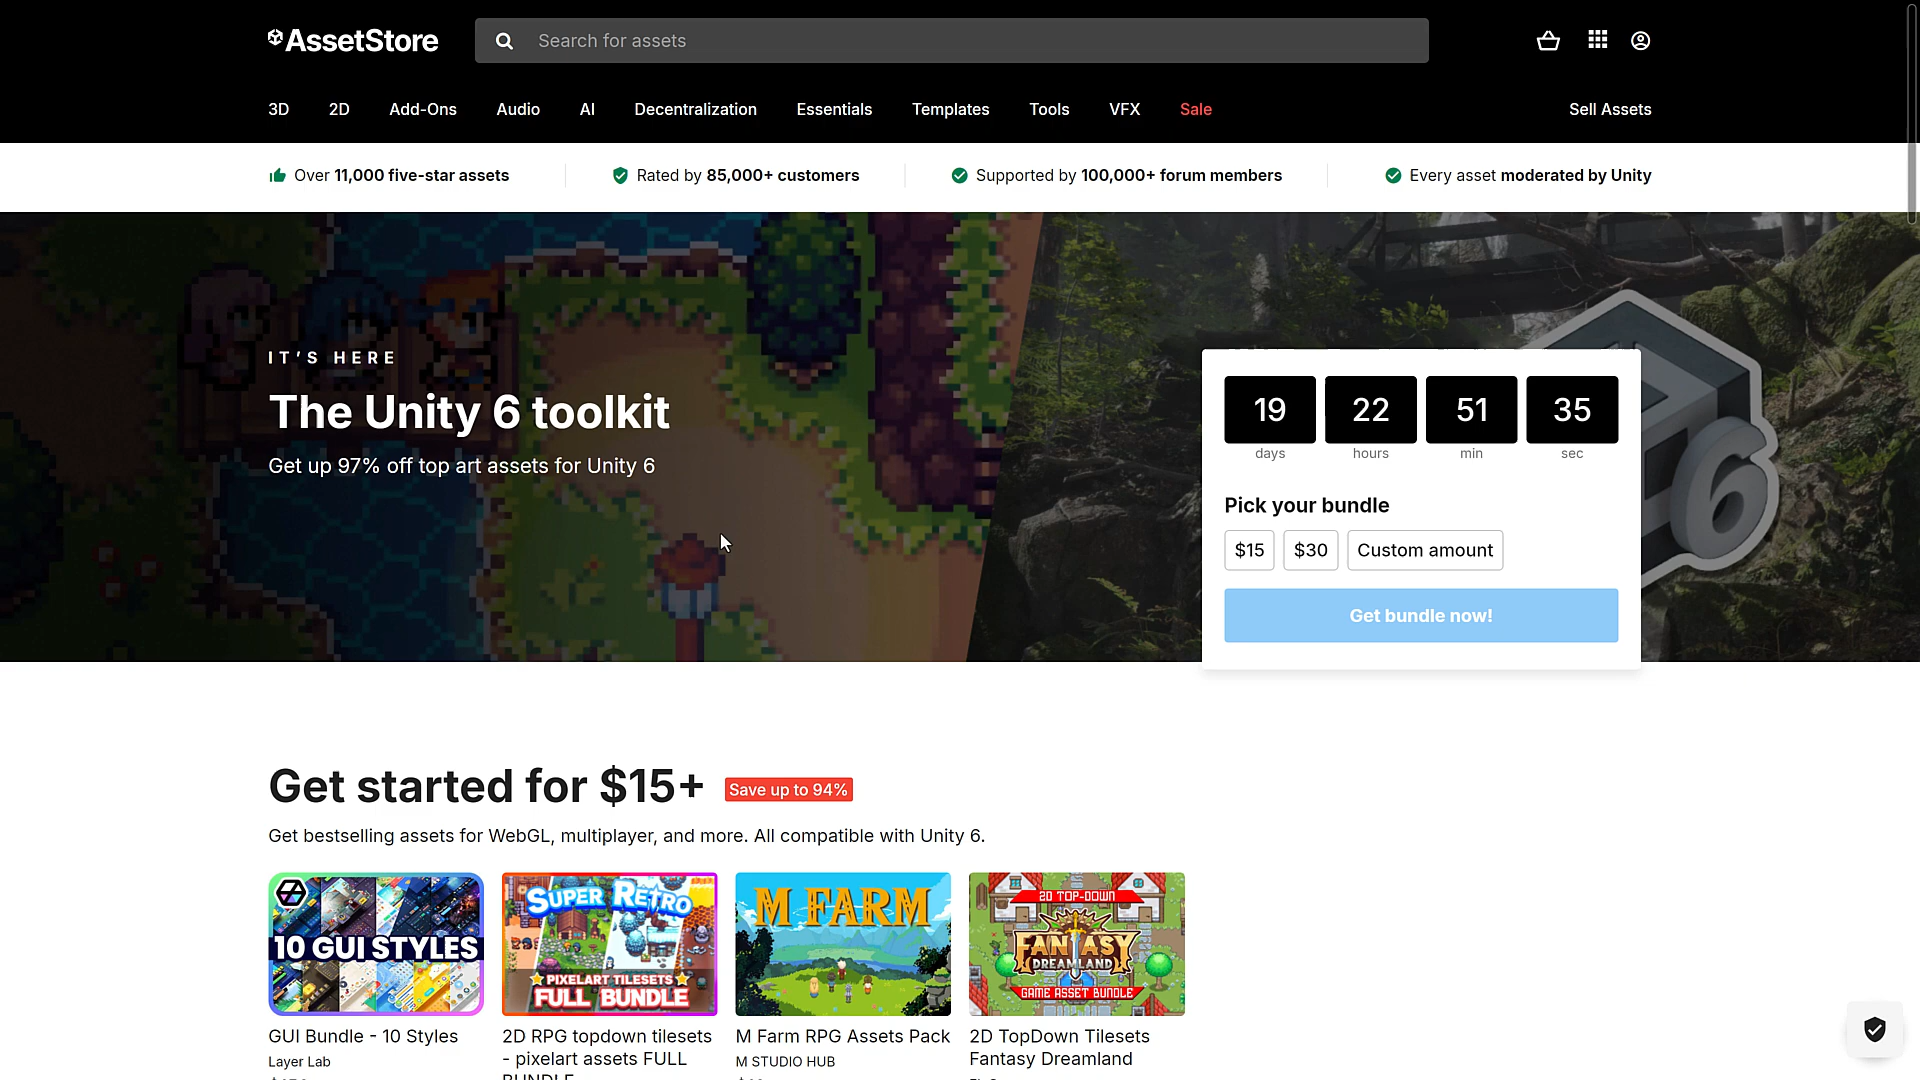 AssetStore
Search for assets
3D 2D Add-Ons Audio AI Decentralization Essentials Templates Tools VFX Sale Sell Assets
Over 11,000 five-star assets
Rated by 85,000+ customers
Supported by 100,000+ forum members
Every asset moderated by Unity
IT'S HERE
The Unity 6 toolkit
Get up 97% off top art assets for Unity 6
19 22 51 35
days hours min sec
Pick your bundle
$15 $30 Custom amount
Get bundle now!
6
Get started for $15+ Save up to 94%
Get bestselling assets for WebGL, multiplayer, and more. All compatible with Unity 6.
10 GUI STYLES
GUI Bundle - 10 Styles
Layer Lab
SUPER RETRO
PIXELART TILESETS
FULL BUNDLE
2D RPG topdown tilesets
- pixelart assets FULL
BUNDLE
M FARM
M Farm RPG Assets Pack
M STUDIO HUB
2D TOP-DOWN
FANTASY
DREAMLAND
GAME ASSET BUNDLE
2D TopDown Tilesets
Fantasy Dreamland